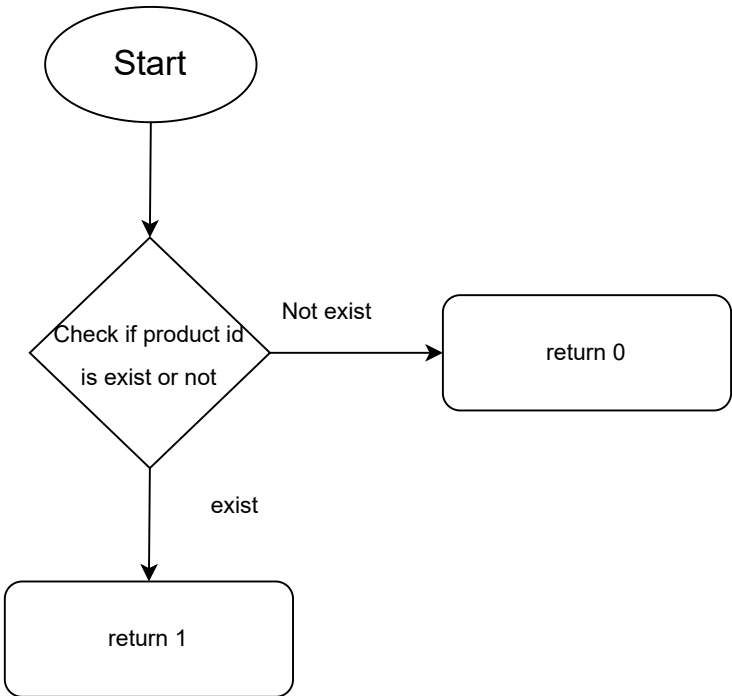 Start
Check if product id
is exist or not
Not exist
return 0
exist
return 1